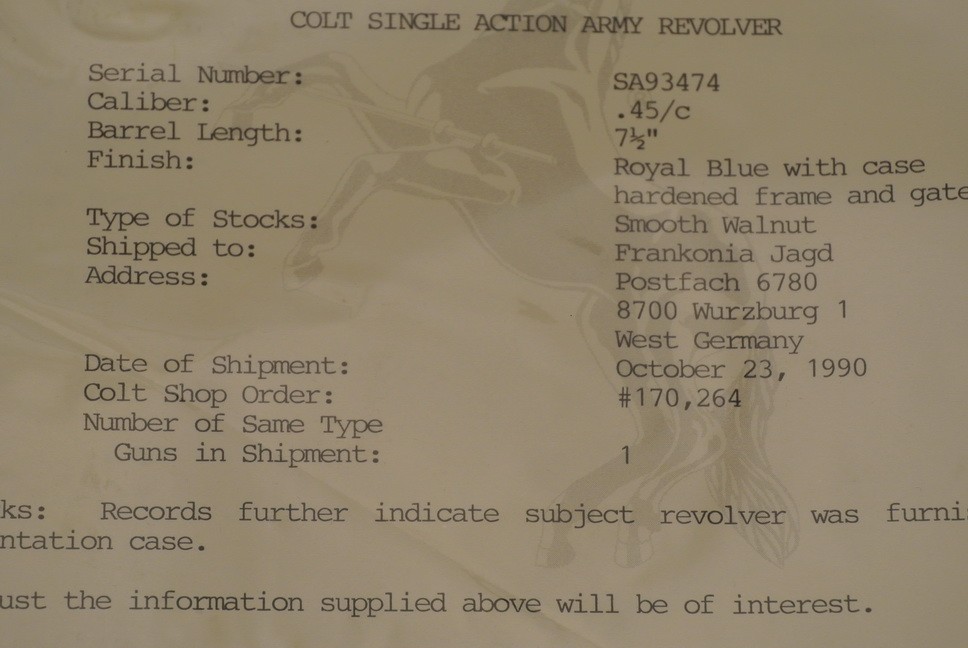 COLT SINGLE ACTION ARMY REVOLVER
Serial Number: SA93474
Caliber: .45/c
Barrel Length: 7½"
Finish: Royal Blue with case
hardened frame and gate
Type of Stocks: Smooth Walnut
Shipped to: Frankonia Jagd
Address: Postfach 6780
8700 Wurzburg 1
West Germany
Date of Shipment: October 23, 1990
Colt Shop Order: #170,264
Number of Same Type
Guns in Shipment: 1
ks: Records further indicate subject revolver was furni
ntation case.
ust the information supplied above will be of interest.